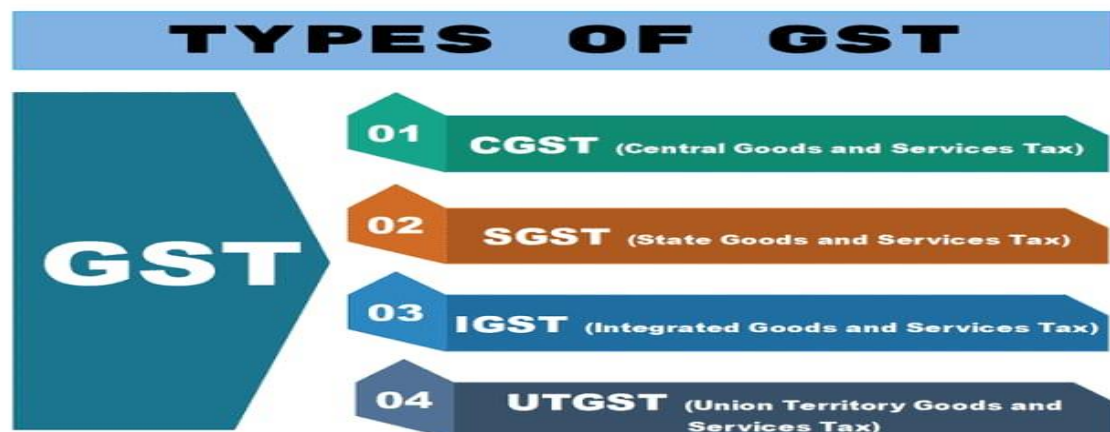 TYPES OF GST
GST
01
CGST (Central Goods and Services Tax)
02
SGST (State Goods and Services Tax)
03
IGST (Integrated Goods and Services Tax)
04
UTGST (Union Territory Goods and
Services Tax)